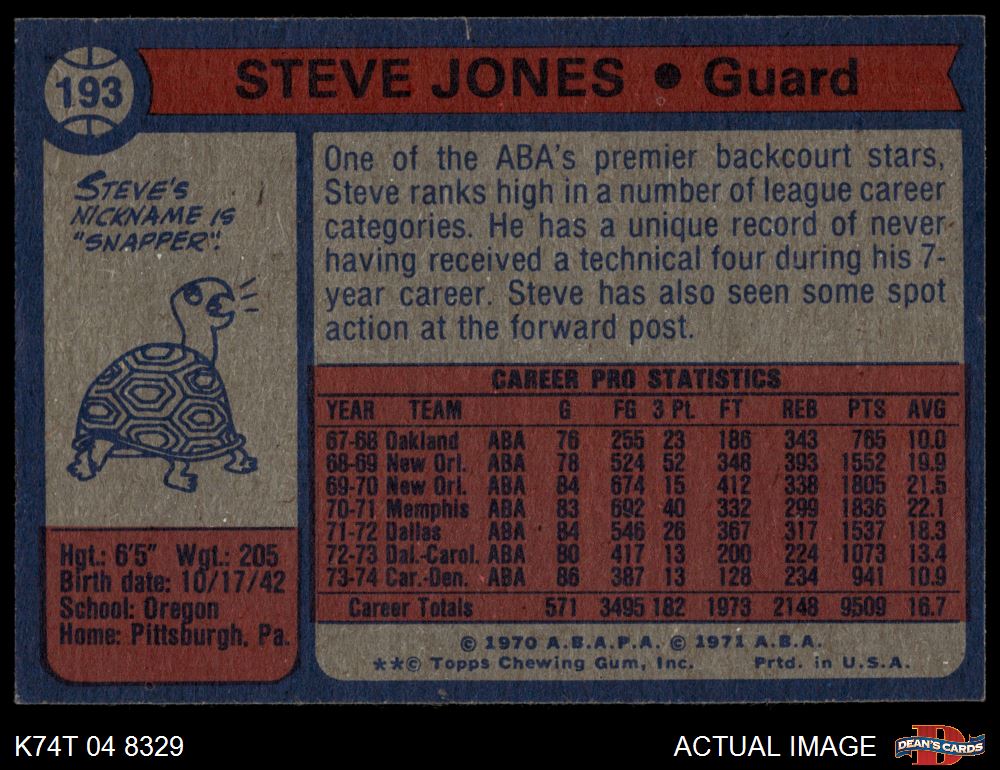 193
STEVE JONES • Guard
STEVE'S
NICKNAME IS
"SNAPPER".
One of the ABA's premier backcourt stars,
Steve ranks high in a number of league career
categories. He has a unique record of never
having received a technical four during his 7-
year career. Steve has also seen some spot
action at the forward post.
CAREER PRO STATISTICS
YEAR TEAM G FG 3 Pt. FT REB PTS AVG
67-68 Oakland ABA 76 255 23 186 343 765 10.0
68-69 New Orl. ABA 78 524 52 348 393 1552 19.9
69-70 New Orl. ABA 84 674 15 412 338 1805 21.5
70-71 Memphis ABA 83 692 40 332 299 1836 22.1
71-72 Dallas ABA 84 546 26 367 317 1537 18.3
72-73 Dal.-Carol. ABA 80 417 13 200 224 1073 13.4
73-74 Car.-Den. ABA 86 387 13 128 234 941 10.9
Career Totals 571 3495 182 1973 2148 9509 16.7
Hgt.: 6'5" Wgt.: 205
Birth date: 10/17/42
School: Oregon
Home: Pittsburgh, Pa.
© 1970 A.B.A.P.A. © 1971 A.B.A.
**© Topps Chewing Gum, Inc. Prtd. in U.S.A.
K74T 04 8329
ACTUAL IMAGE
D
DEAN'S CARDS